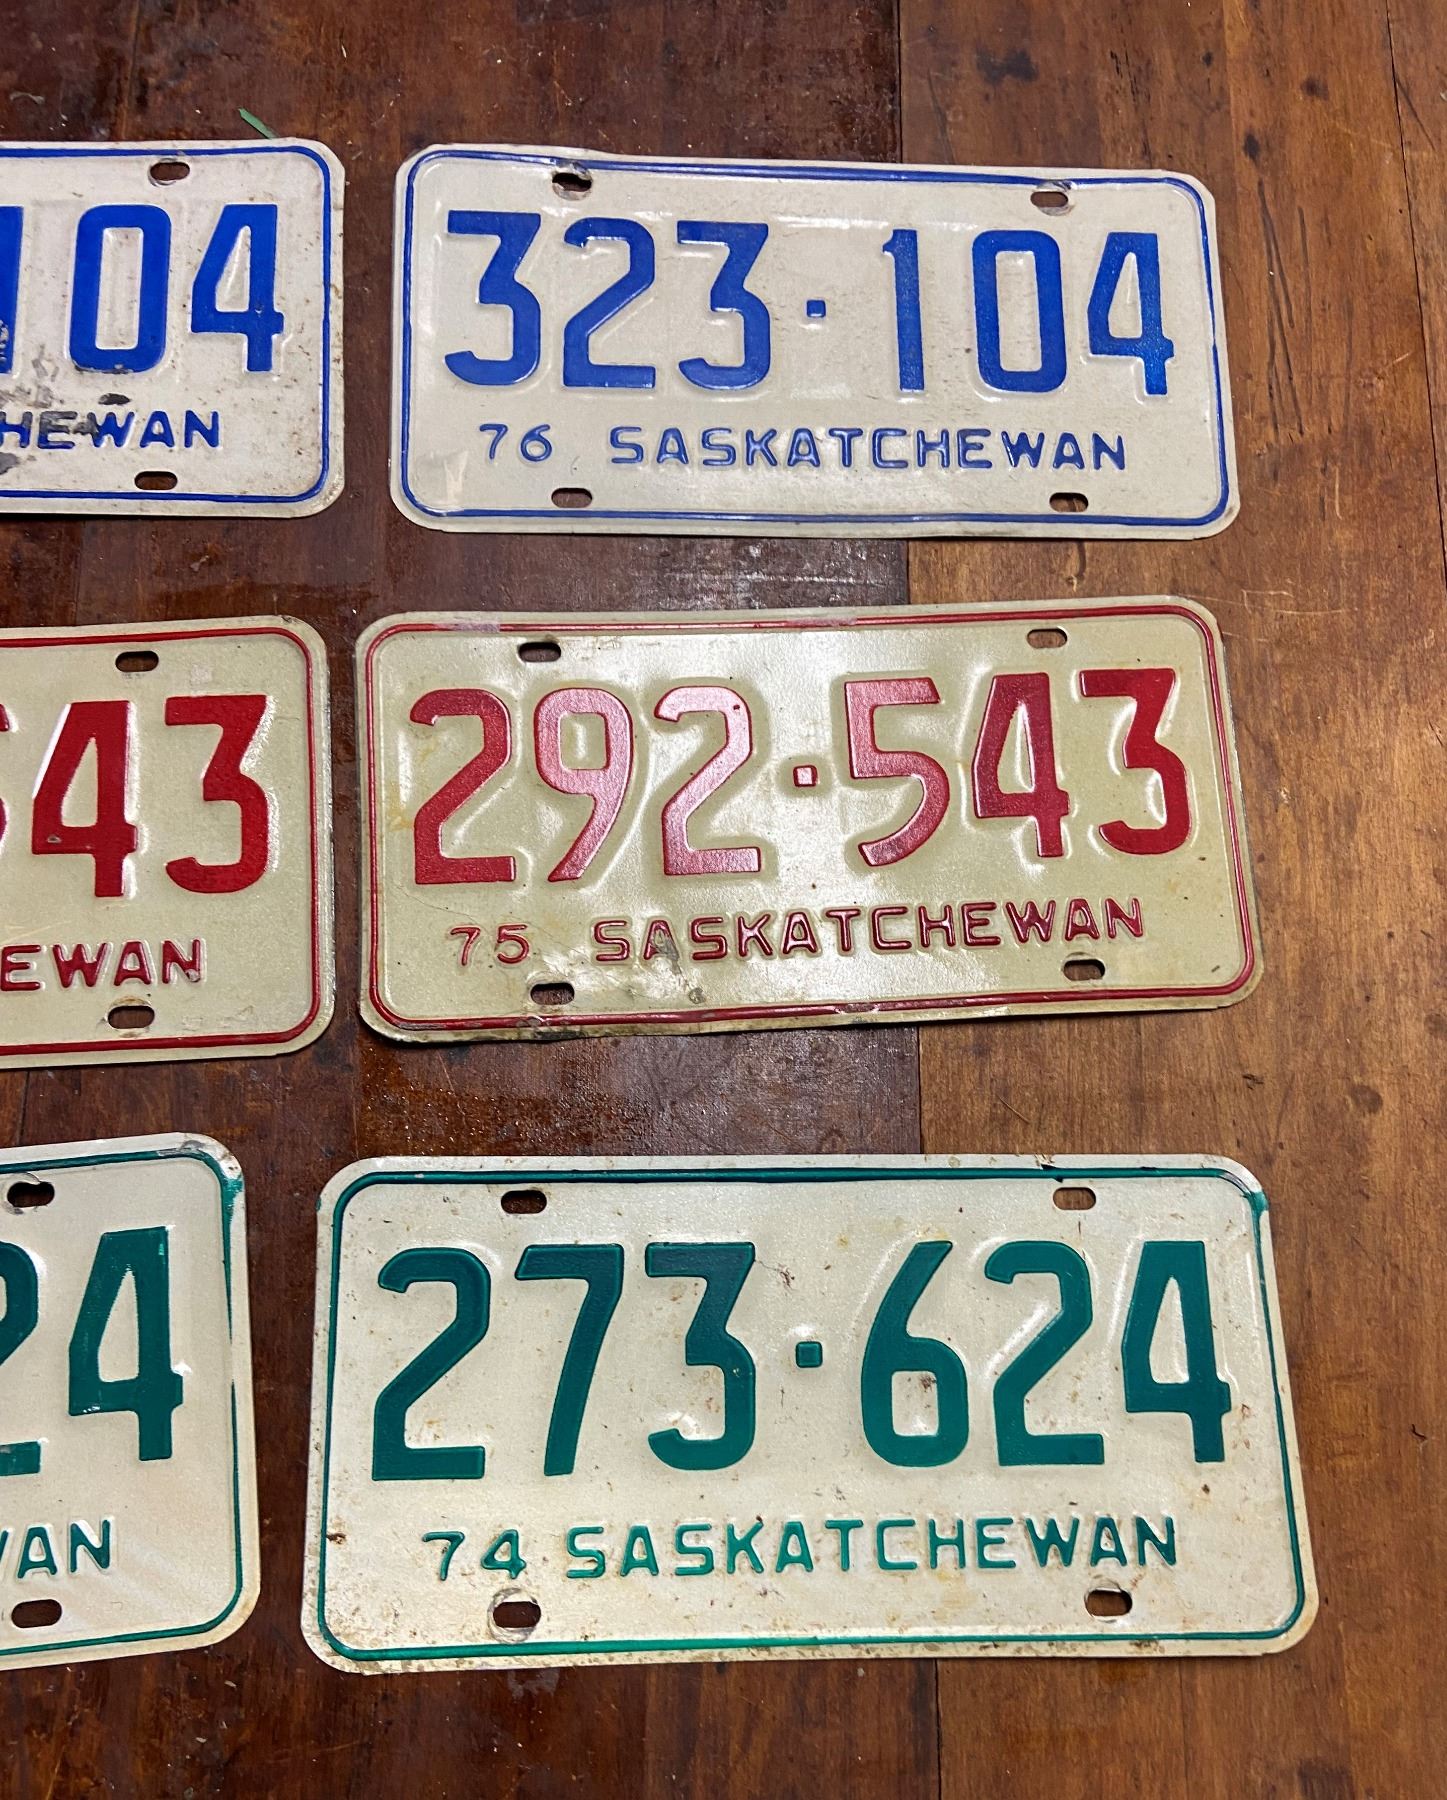 104
323·104
HEWAN
76 SASKATCHEWAN
543
292·543
EWAN
75 SASKATCHEWAN
24
273·624
WAN
74 SASKATCHEWAN